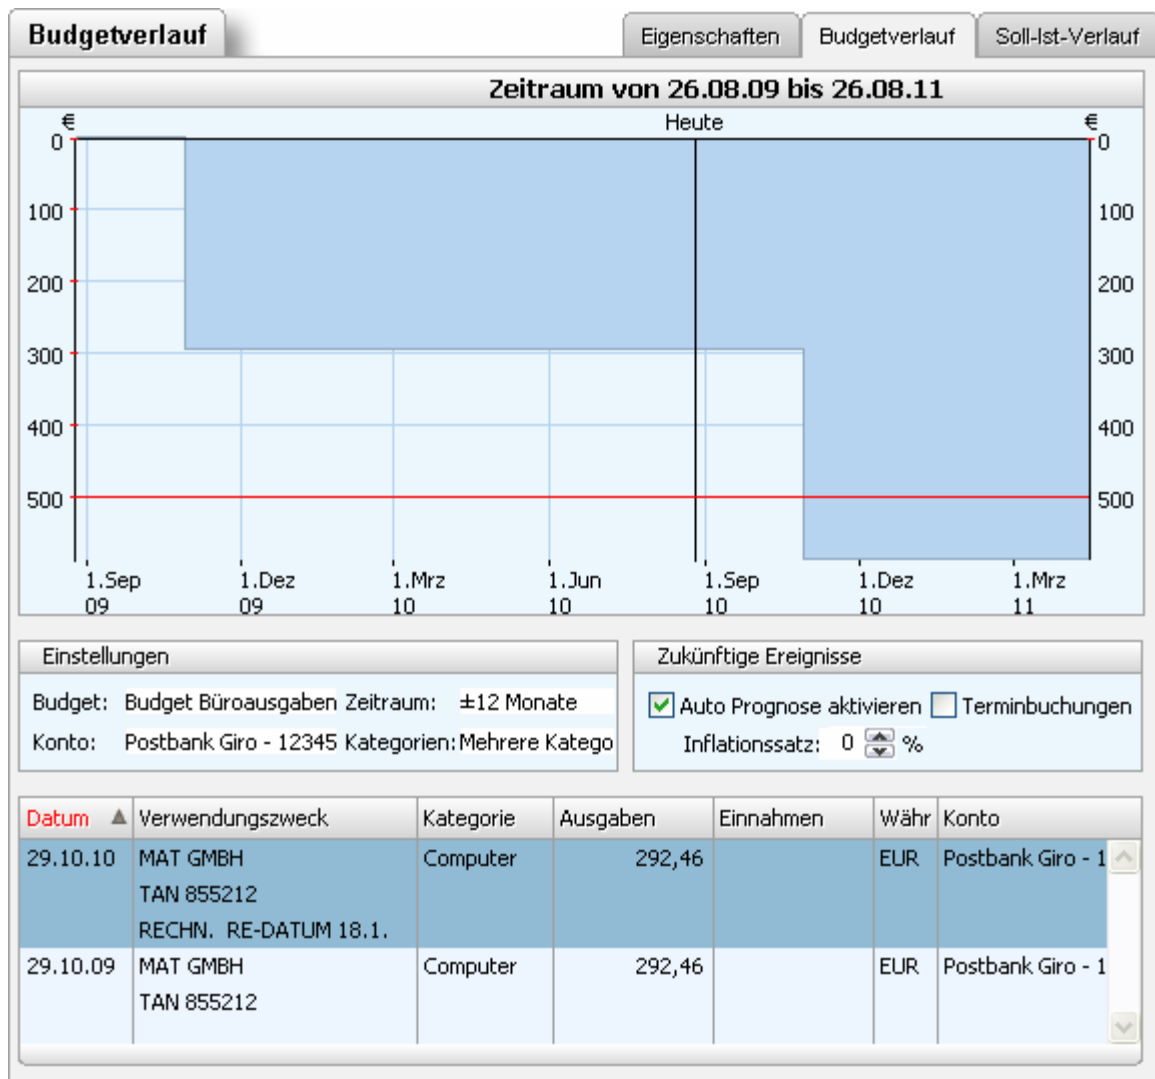 Budgetverlauf
Eigenschaften Budgetverlauf Soll-Ist-Verlauf
Zeitraum von 26.08.09 bis 26.08.11
€ Heute €
0 0
100 100
200 200
300 300
400 400
500 500
1.Sep 1.Dez 1.Mrz 1.Jun 1.Sep 1.Dez 1.Mrz
09 09 10 10 10 10 11
Einstellungen
Budget: Budget Büroausgaben Zeitraum: ±12 Monate
Konto: Postbank Giro - 12345 Kategorien: Mehrere Katego
Zukünftige Ereignisse
Auto Prognose aktivieren Terminbuchungen
Inflationssatz: 0 %
Datum Verwendungszweck Kategorie Ausgaben Einnahmen Währ Konto
29.10.10 MAT GMBH Computer 292,46 EUR Postbank Giro - 1
TAN 855212
RECHN. RE-DATUM 18.1.
29.10.09 MAT GMBH Computer 292,46 EUR Postbank Giro - 1
TAN 855212